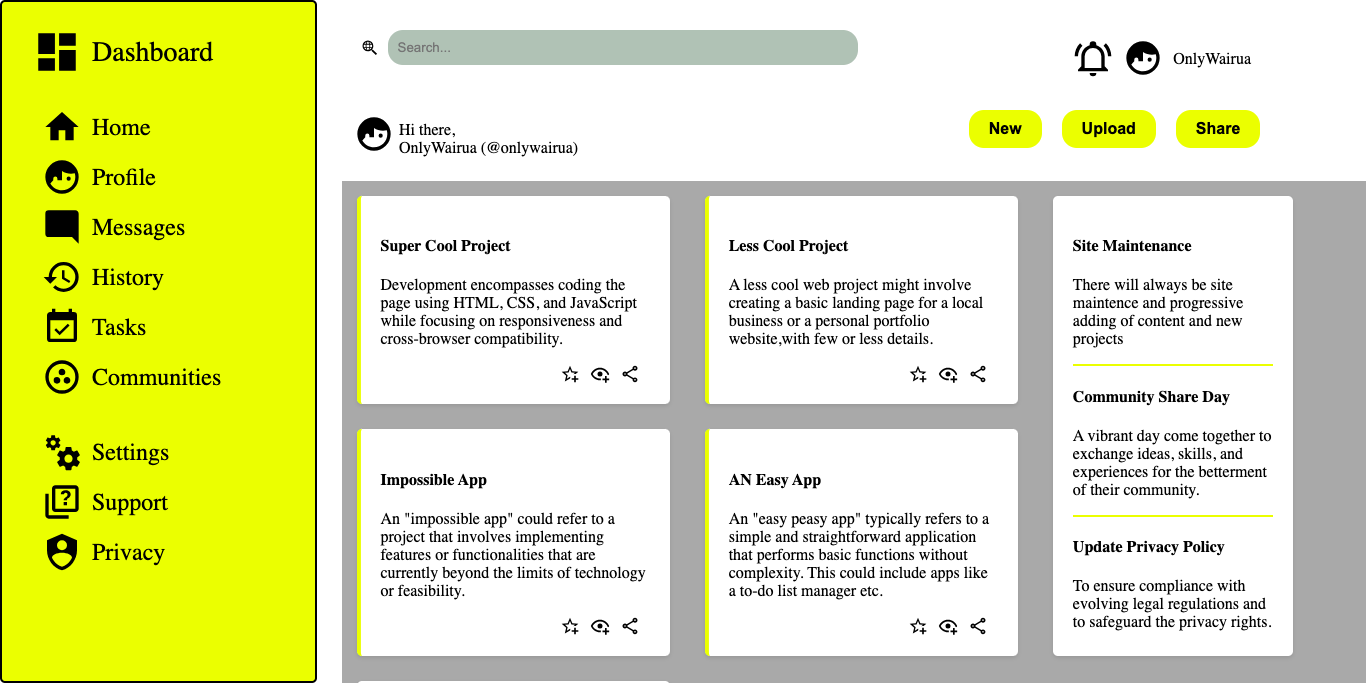 Dashboard
Home
Profile
Messages
History
Tasks
Communities
Settings
Support
Privacy
Search...
OnlyWairua
Hi there,
OnlyWairua (@onlywairua)
New
Upload
Share
Super Cool Project
Development encompasses coding the
page using HTML, CSS, and JavaScript
while focusing on responsiveness and
cross-browser compatibility.
Less Cool Project
A less cool web project might involve
creating a basic landing page for a local
business or a personal portfolio
website,with few or less details.
Impossible App
An "impossible app" could refer to a
project that involves implementing
features or functionalities that are
currently beyond the limits of technology
or feasibility.
AN Easy App
An "easy peasy app" typically refers to a
simple and straightforward application
that performs basic functions without
complexity. This could include apps like
a to-do list manager etc.
Site Maintenance
There will always be site
maintence and progressive
adding of content and new
projects
Community Share Day
A vibrant day come together to
exchange ideas, skills, and
experiences for the betterment
of their community.
Update Privacy Policy
To ensure compliance with
evolving legal regulations and
to safeguard the privacy rights.